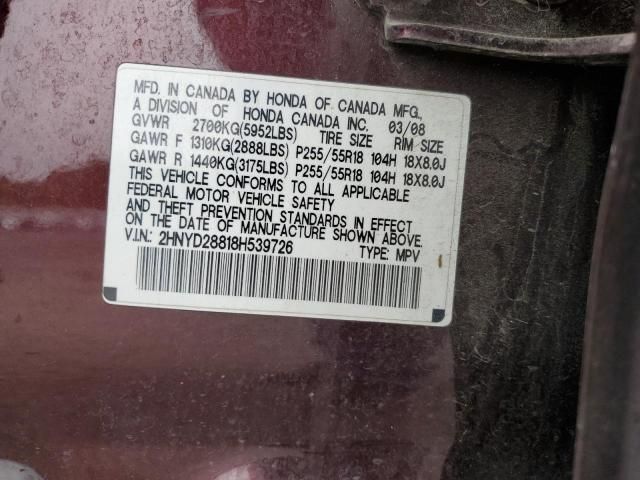 MFD. IN CANADA BY HONDA OF CANADA MFG.,
A DIVISION OF HONDA CANADA INC. 03/08
GVWR 2700KG(5952LBS) TIRE SIZE RIM SIZE
GAWR F 1310KG(2888LBS) P255/55R18 104H 18X8.0J
GAWR R 1440KG(3175LBS) P255/55R18 104H 18X8.0J
THIS VEHICLE CONFORMS TO ALL APPLICABLE
FEDERAL MOTOR VEHICLE SAFETY
AND THEFT PREVENTION STANDARDS IN EFFECT
ON THE DATE OF MANUFACTURE SHOWN ABOVE.
V.I.N.: 2HNYD28818H539726 TYPE: MPV